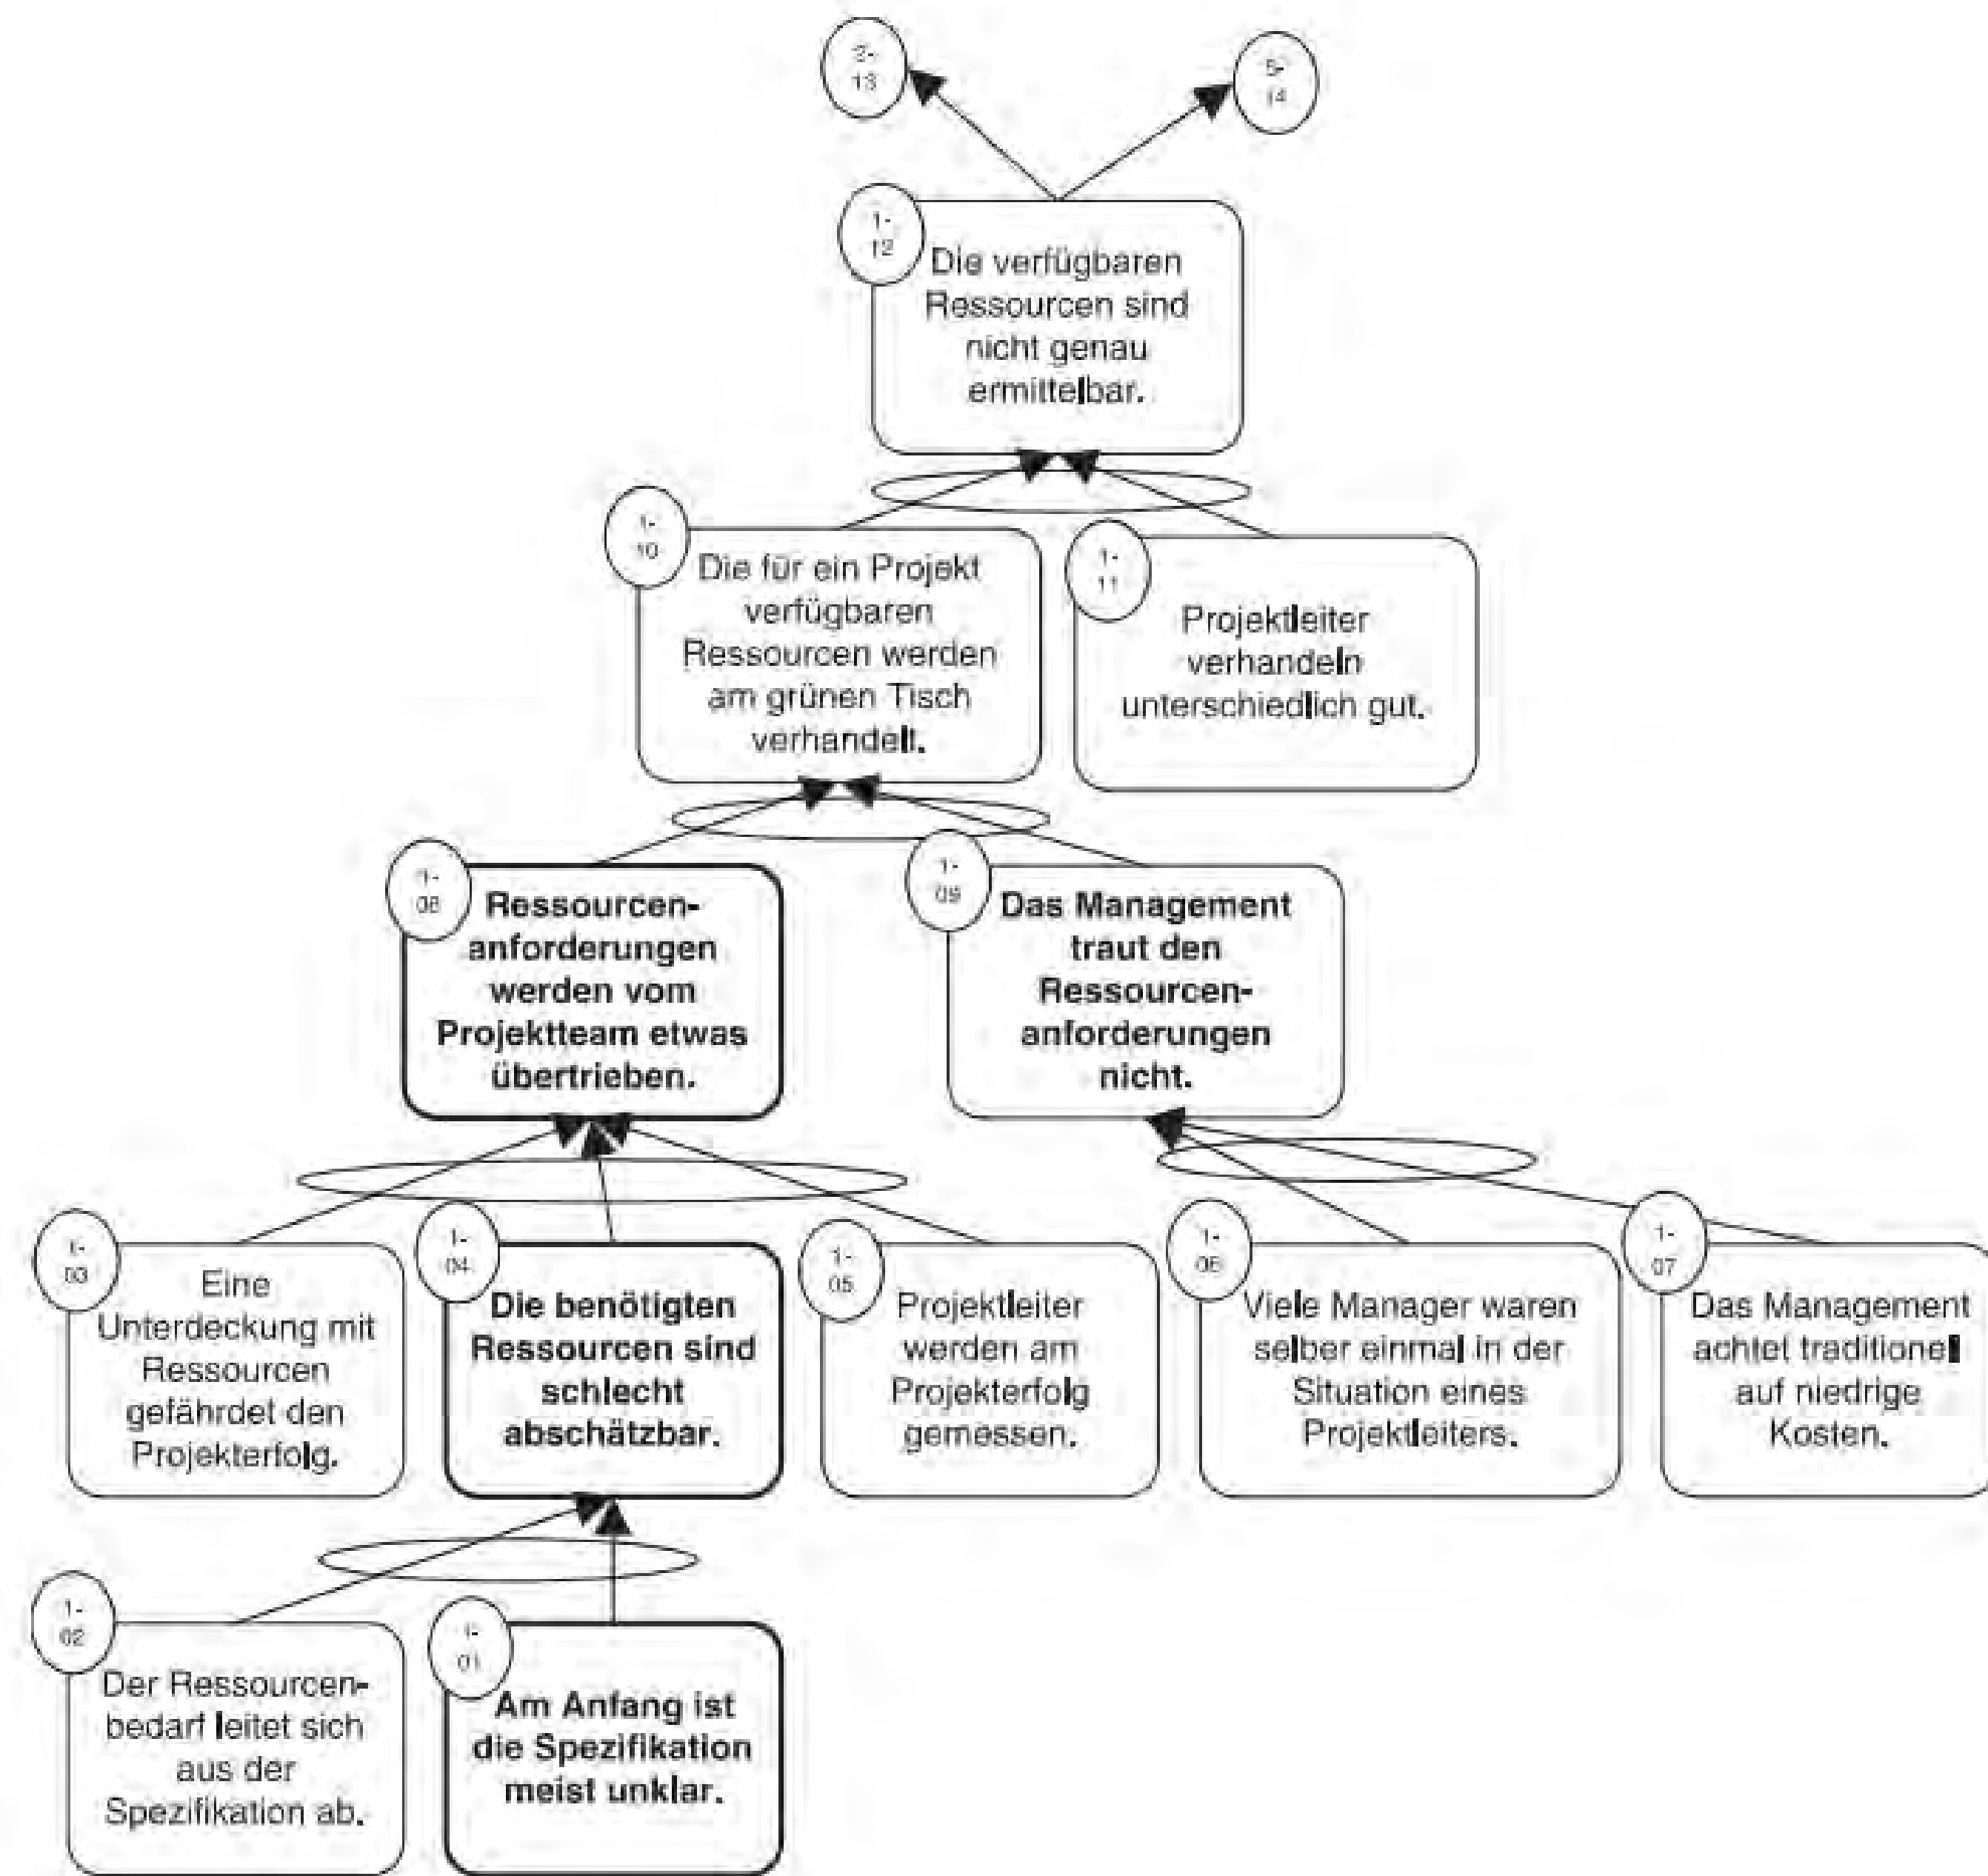 13
14
1-
12
Die verfügbaren
Ressourcen sind
nicht genau
ermittelbar.
1-
10
Die für ein Projekt
verfügbaren
Ressourcen werden
am grünen Tisch
verhandelt.
1-
11
Projektleiter
verhandeln
unterschiedlich gut.
1-
08
Ressourcen-
anforderungen
werden vom
Projektteam etwas
übertrieben.
1-
09
Das Management
traut den
Ressourcen-
anforderungen
nicht.
1-
03
Eine
Unterdeckung mit
Ressourcen
gefährdet den
Projekterfolg.
1-
04
Die benötigten
Ressourcen sind
schlecht
abschätzbar.
1-
05
Projektleiter
werden am
Projekterfolg
gemessen.
1-
06
Viele Manager waren
selber einmal in der
Situation eines
Projektleiters.
1-
07
Das Management
achtet traditionell
auf niedrige
Kosten.
1-
02
Der Ressourcen-
bedarf leitet sich
aus der
Spezifikation ab.
1-
01
Am Anfang ist
die Spezifikation
meist unklar.